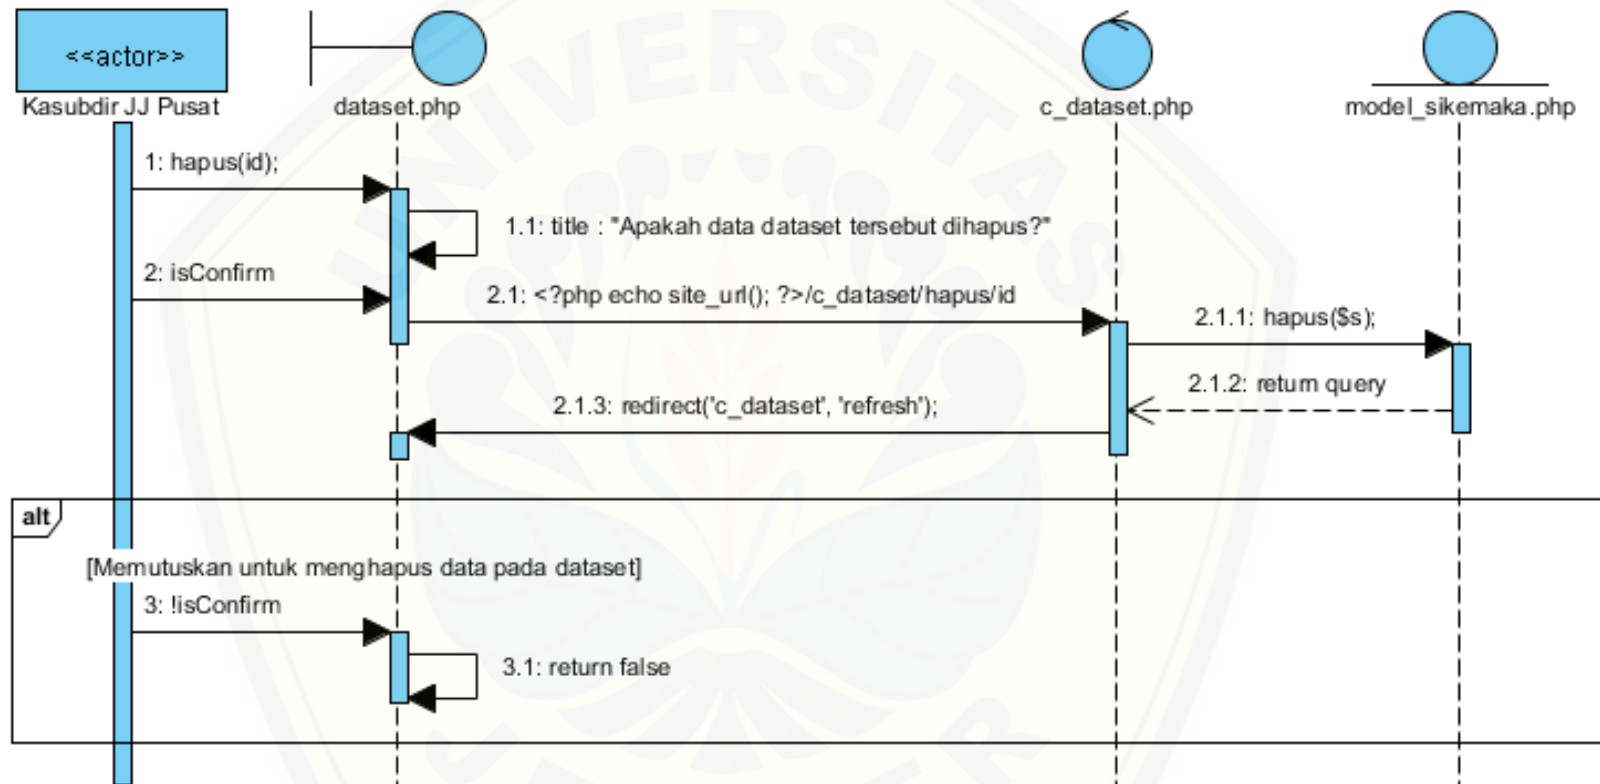 UNIVERSITAS
<<actor>>
Kasubdir JJ Pusat
dataset.php
c_dataset.php
model_sikemaka.php
1: hapus(id);
1.1: title : "Apakah data dataset tersebut dihapus?"
2: isConfirm
2.1: <?php echo site_url(); ?>/c_dataset/hapus/id
2.1.1: hapus($s);
2.1.2: return query
2.1.3: redirect('c_dataset', 'refresh');
alt
[Memutuskan untuk menghapus data pada dataset]
3: !isConfirm
3.1: return false